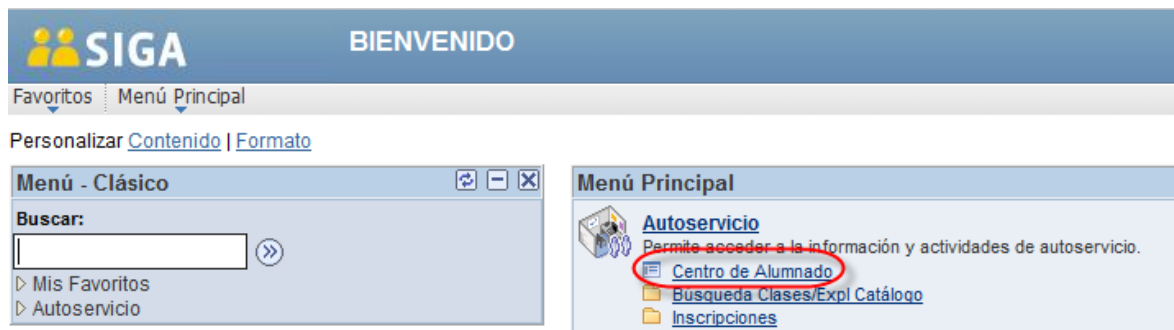 SIGA
BIENVENIDO
Favoritos Menú Principal
Personalizar Contenido | Formato
Menú - Clásico
Buscar:
Mis Favoritos
Autoservicio
Menú Principal
Autoservicio
Permite acceder a la información y actividades de autoservicio.
Centro de Alumnado
Búsqueda Clases/Expl Catálogo
Inscripciones